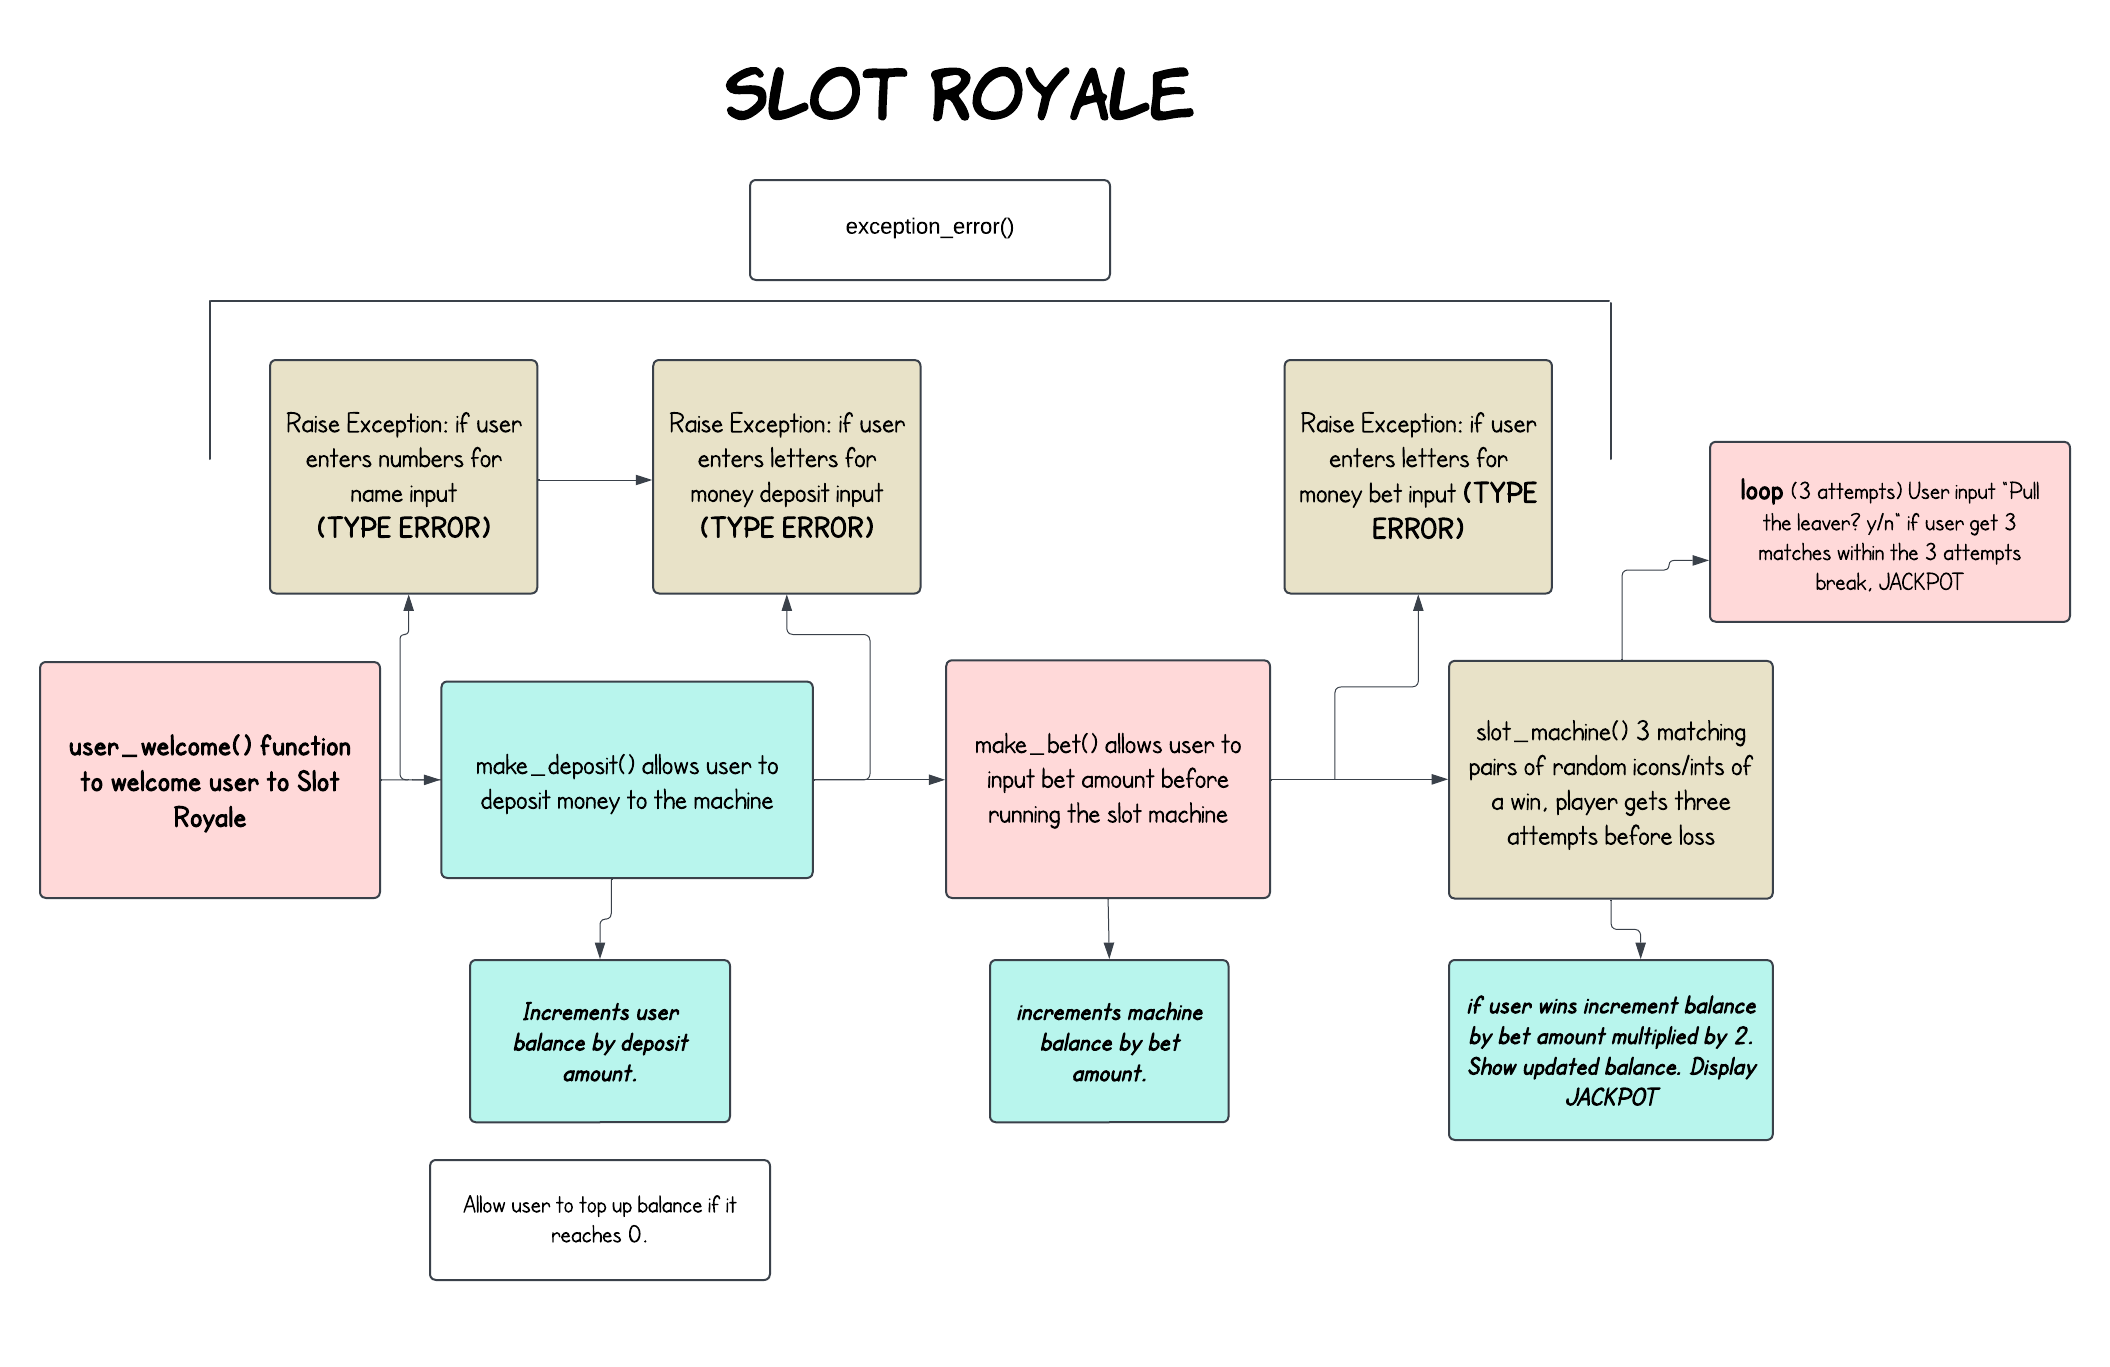 SLOT ROYALE
exception_error()
Raise Exception: if user
enters numbers for
name input
(TYPE ERROR)
Raise Exception: if user
enters letters for
money deposit input
(TYPE ERROR)
Raise Exception: if user
enters letters for
money bet input (TYPE
ERROR)
loop (3 attempts) User input "Pull
the leaver? y/n" if user get 3
matches within the 3 attempts
break, JACKPOT
user_welcome() function
to welcome user to Slot
Royale
make_deposit() allows user to
deposit money to the machine
make_bet() allows user to
input bet amount before
running the slot machine
slot_machine() 3 matching
pairs of random icons/ints of
a win, player gets three
attempts before loss
Increments user
balance by deposit
amount.
increments machine
balance by bet
amount.
if user wins increment balance
by bet amount multiplied by 2.
Show updated balance. Display
JACKPOT
Allow user to top up balance if it
reaches 0.